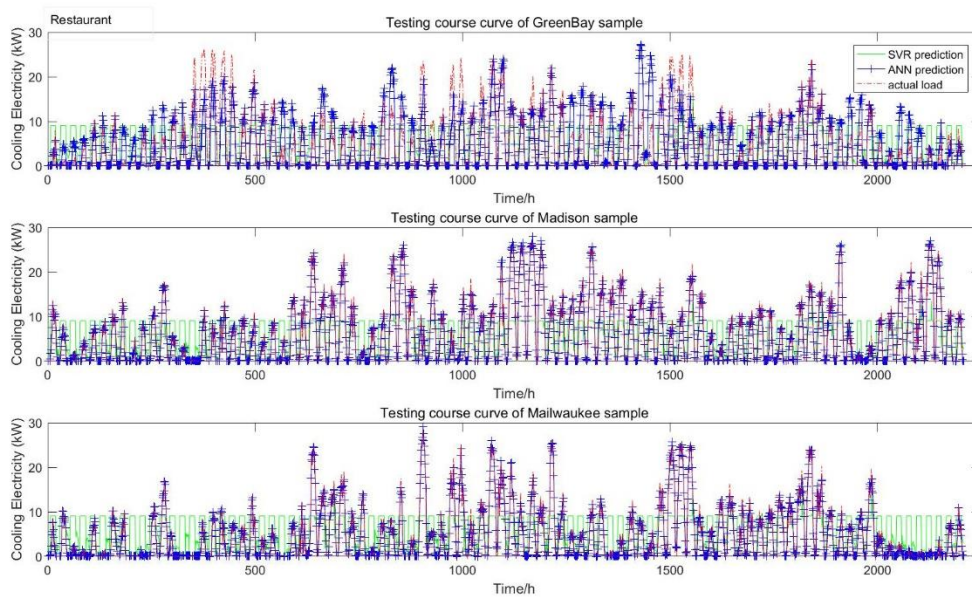 Restaurant
Testing course curve of GreenBay sample
Cooling Electricity (kW)
30
20
10
0
SVR prediction
ANN prediction
actual load
0
500
1000
1500
2000
Time/h
Testing course curve of Madison sample
Cooling Electricity (kW)
30
20
10
0
0
500
1000
1500
2000
Time/h
Testing course curve of Mailwaukee sample
Cooling Electricity (kW)
30
20
10
0
0
500
1000
1500
2000
Time/h